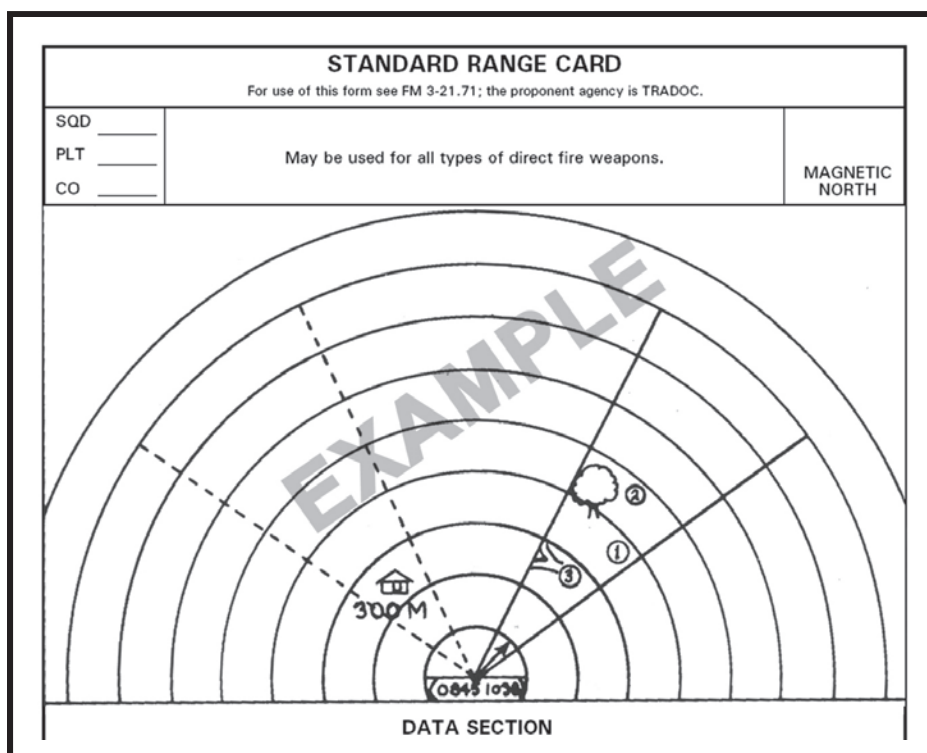 STANDARD RANGE CARD
For use of this form see FM 3-21.71; the proponent agency is TRADOC.
SQD
PLT
CO
May be used for all types of direct fire weapons.
MAGNETIC
NORTH
EXAMPLE
②
①
③
300 M
0845
DATA SECTION